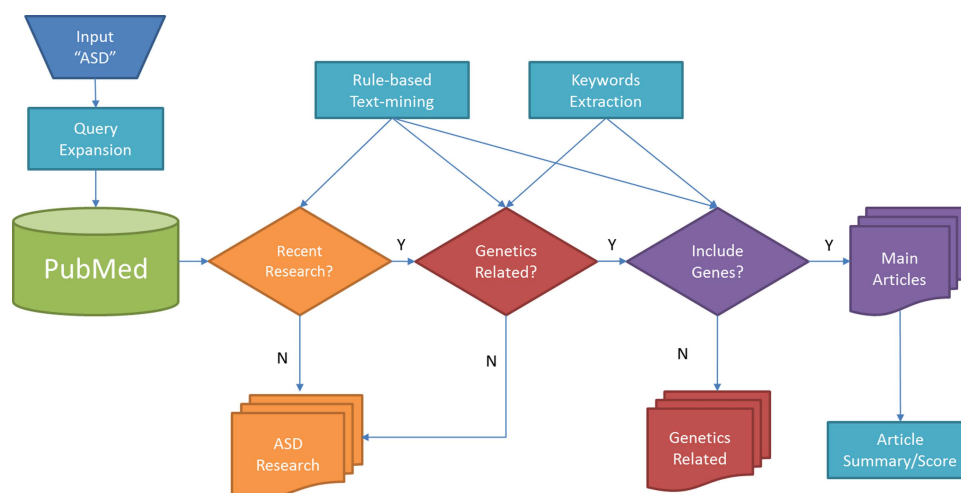 Input
“ASD”
Rule-based
Text-mining
Keywords
Extraction
Query
Expansion
PubMed
Recent
Research?
Y
Genetics
Related?
Y
Include
Genes?
Y
Main
Articles
N
N
N
ASD
Research
Genetics
Related
Article
Summary/Score